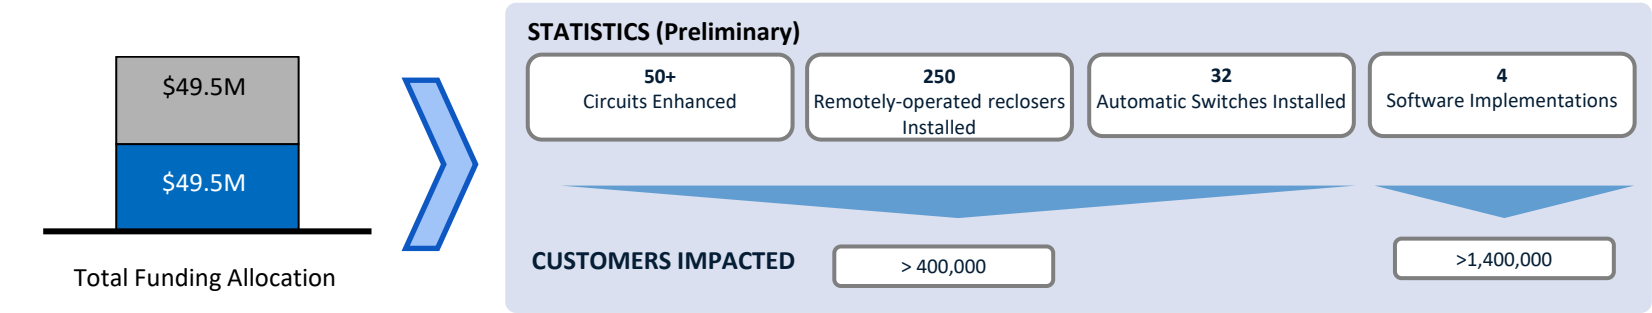 $49.5M
$49.5M
Total Funding Allocation
STATISTICS (Preliminary)
50+
Circuits Enhanced
250
Remotely-operated reclosers
Installed
32
Automatic Switches Installed
4
Software Implementations
CUSTOMERS IMPACTED
> 400,000
>1,400,000